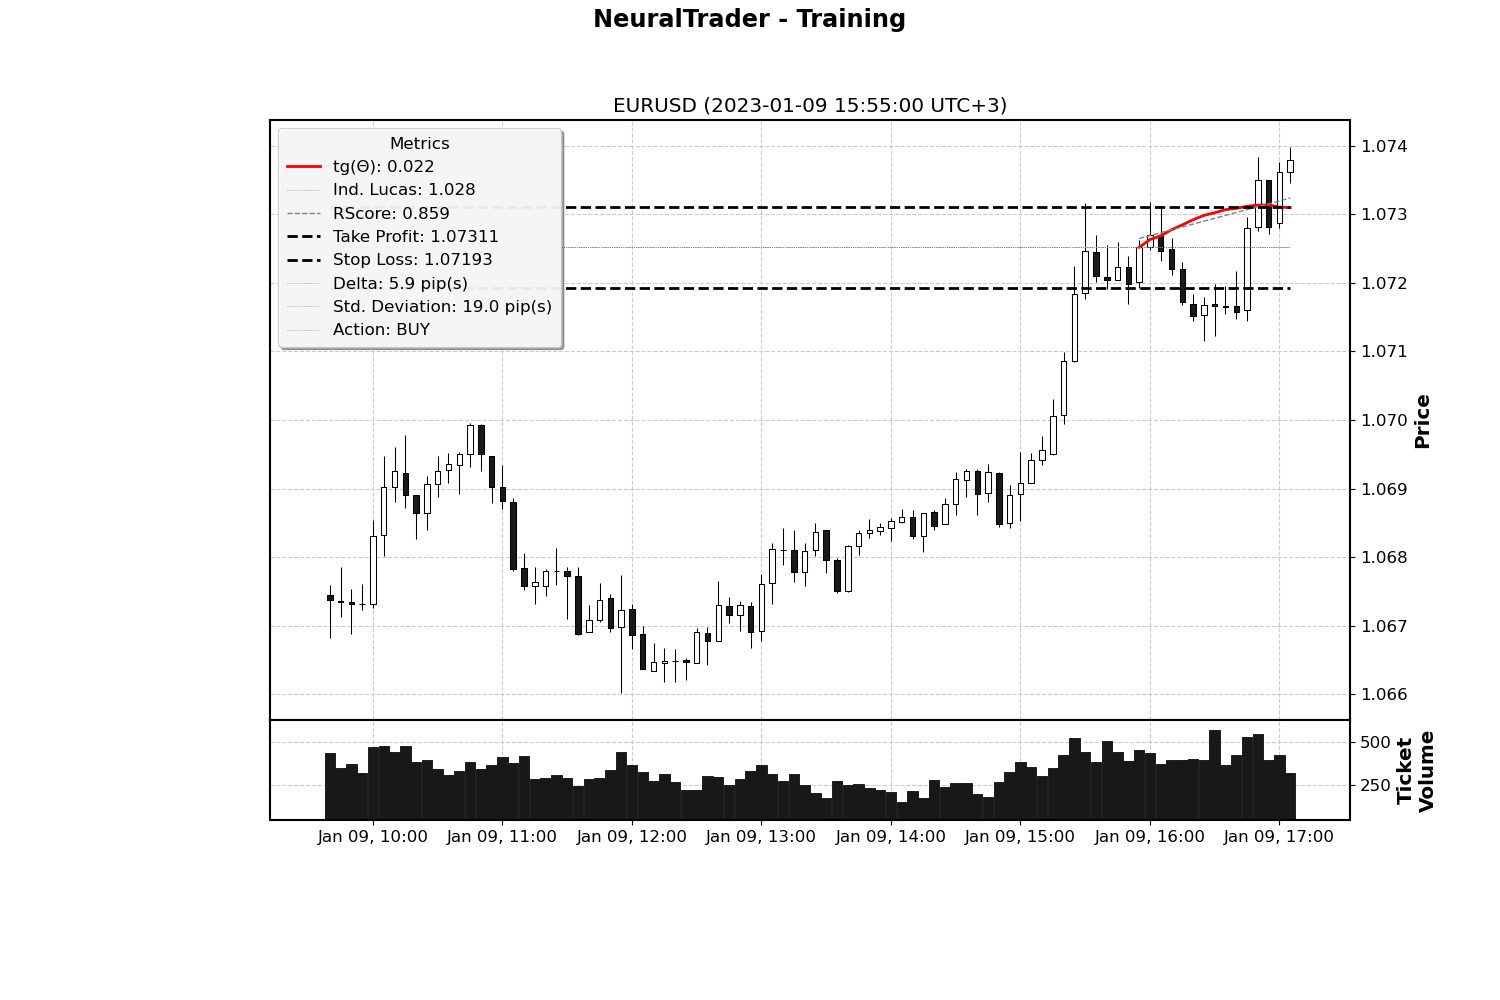 NeuralTrader - Training
EURUSD (2023-01-09 15:55:00 UTC+3)
Metrics
tg(Θ): 0.022
Ind. Lucas: 1.028
RScore: 0.859
Take Profit: 1.07311
Stop Loss: 1.07193
Delta: 5.9 pip(s)
Std. Deviation: 19.0 pip(s)
Action: BUY
1.074
1.073
1.072
1.071
1.070
1.069
1.068
1.067
1.066
Price
500
250
Ticket
Volume
Jan 09, 10:00 Jan 09, 11:00 Jan 09, 12:00 Jan 09, 13:00 Jan 09, 14:00 Jan 09, 15:00 Jan 09, 16:00 Jan 09, 17:00